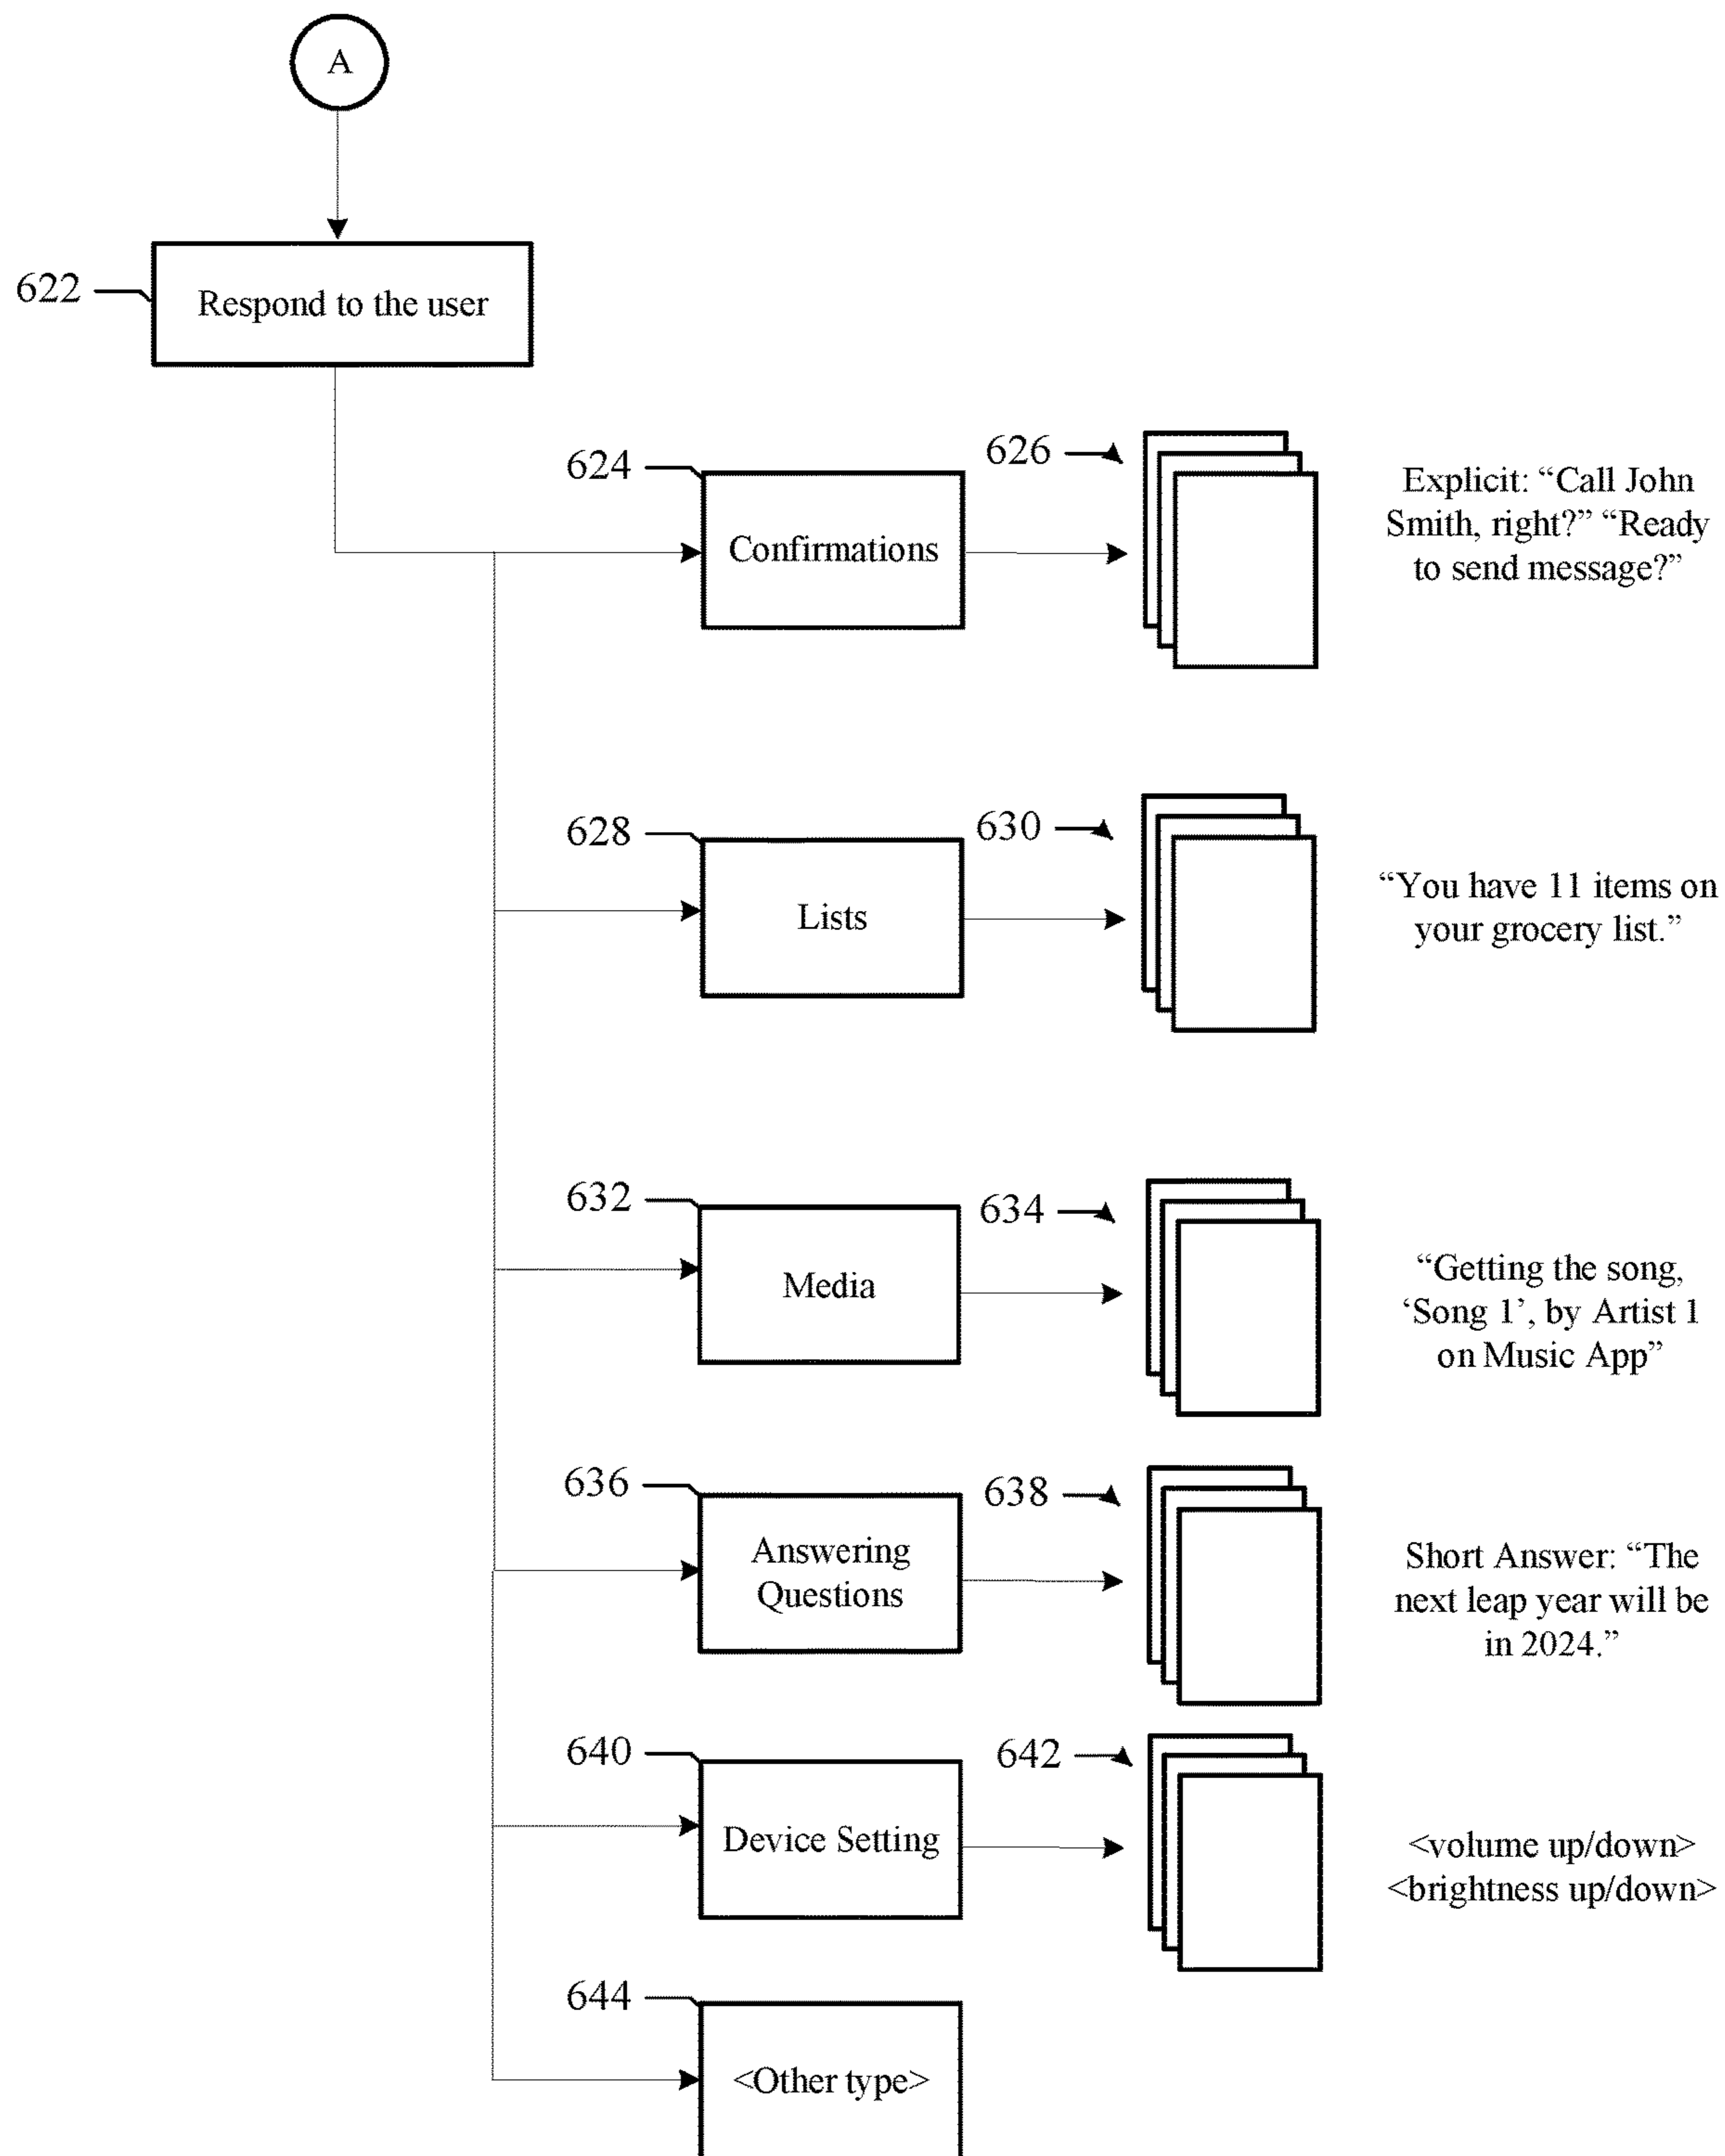 A
622
Respond to the user
624
Confirmations
626
Explicit: “Call John
Smith, right?” “Ready
to send message?”
628
Lists
630
“You have 11 items on
your grocery list.”
632
Media
634
“Getting the song,
‘Song 1’, by Artist 1
on Music App”
636
Answering
Questions
638
Short Answer: “The
next leap year will be
in 2024.”
640
Device Setting
642
<volume up/down>
<brightness up/down>
644
<Other type>